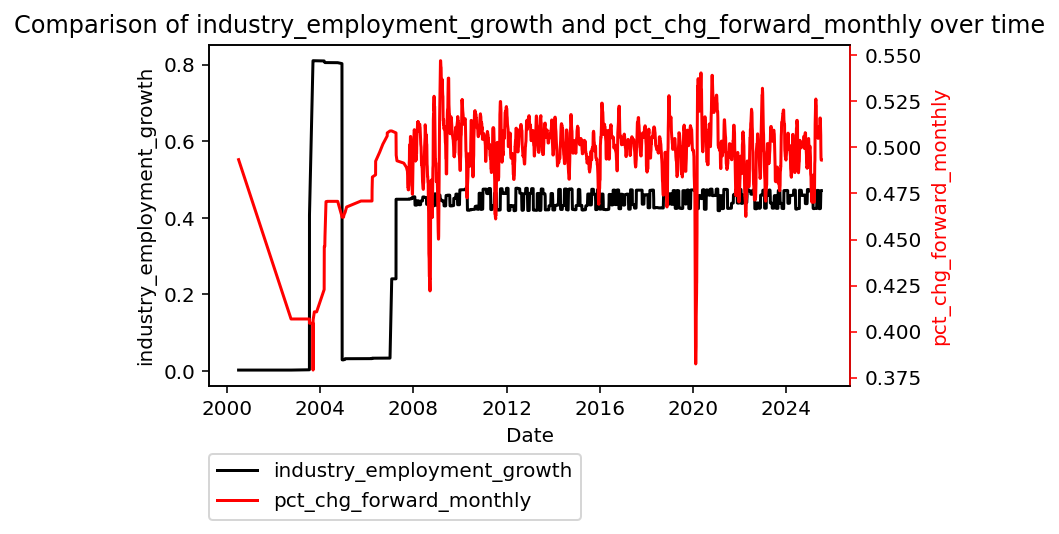 Comparison of industry_employment_growth and pct_chg_forward_monthly over time
industry_employment_growth
0.8
0.6
0.4
0.2
0.0
0.550
0.525
0.500
0.475
0.450
0.425
0.400
0.375
pct_chg_forward_monthly
2000 2004 2008 2012 2016 2020 2024
Date
industry_employment_growth
pct_chg_forward_monthly